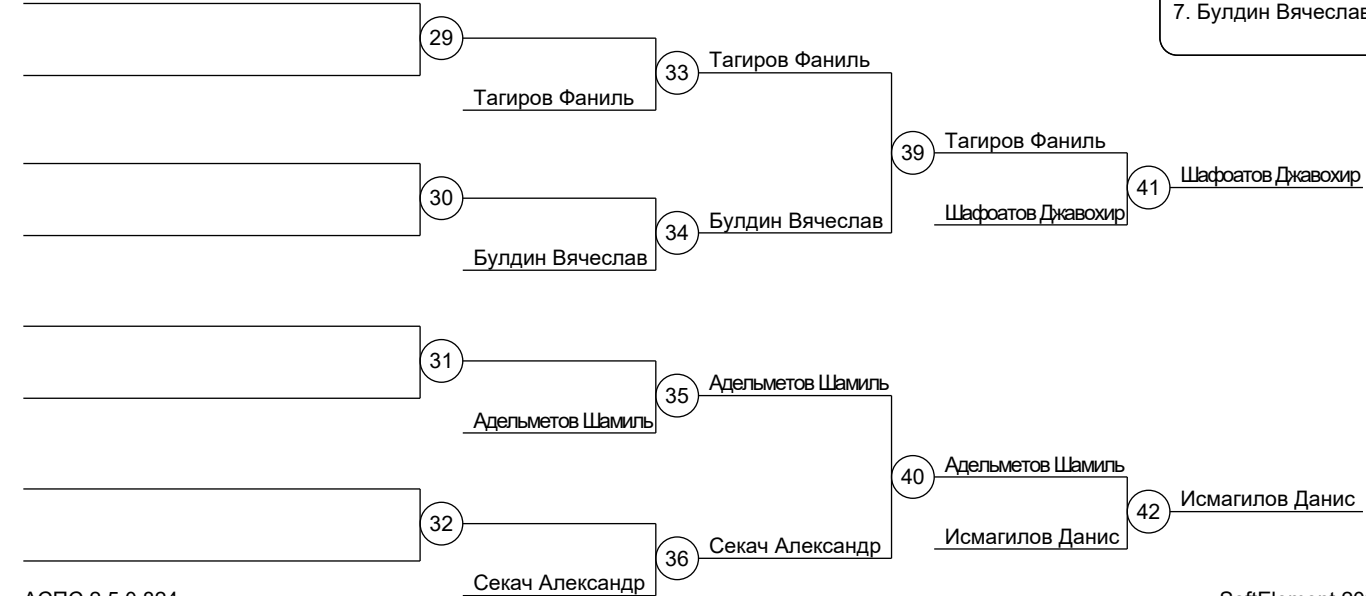 7. Булдин Вячеслав
29
33
Тагиров Фаниль
Тагиров Фаниль
39
Тагиров Фаниль
41
Шафоатов Джавохир
30
34
Булдин Вячеслав
Шафоатов Джавохир
Булдин Вячеслав
31
35
Адельметов Шамиль
Адельметов Шамиль
40
Адельметов Шамиль
42
Исмагилов Данис
32
36
Секач Александр
Исмагилов Данис
Секач Александр